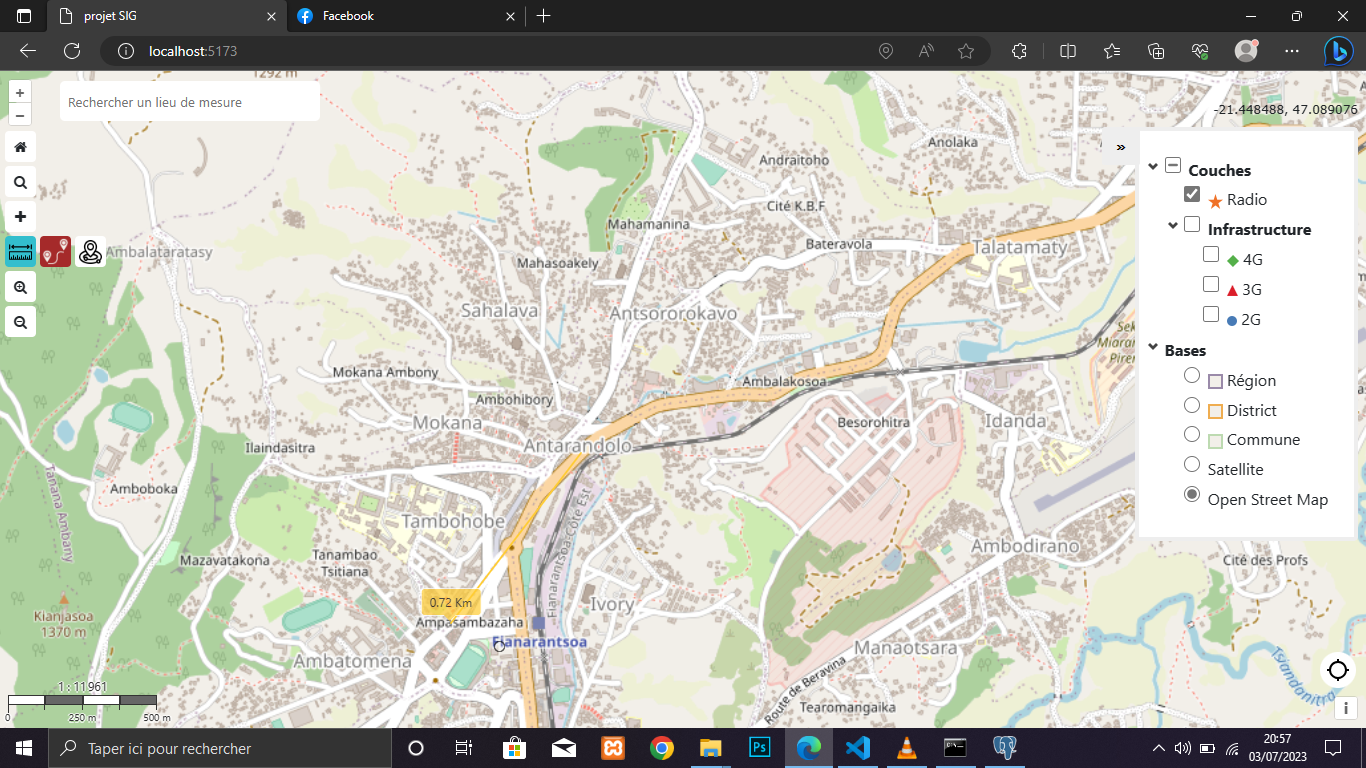 projet SIG
Facebook
localhost:5173
1292 m
Rechercher un lieu de mesure
-21.448488, 47.089076
»
Couches
Radio
Infrastructure
4G
3G
2G
Bases
Région
District
Commune
Satellite
Open Street Map
Anolaka
Andraitoho
Cité K.B.F
Mahamanina
Bateravola
Talatamaty
Ambalataratasy
Mahasoakely
Sahalava
Antsororokavo
Mokana Ambony
Ambalakosoa
Ambohibory
Mokana
Besorohitra
Idanda
Antarandolo
Ilaindasitra
Amboboka
Tanana Ambany
Tambohobe
Fianarantsoa-Côte Est
Ambodirano
Mazavatakona
Tanambao
Tsitiana
Cité des Profs
0.72 Km
Ivory
Kianjasoa
1370 m
Ampasambazaha
Fianarantsoa
Manaotsara
Ambatomena
Route de Beravina
Tearomangaika
1 : 11961
0 250 m 500 m
i
Taper ici pour rechercher
Ps
20:57
03/07/2023